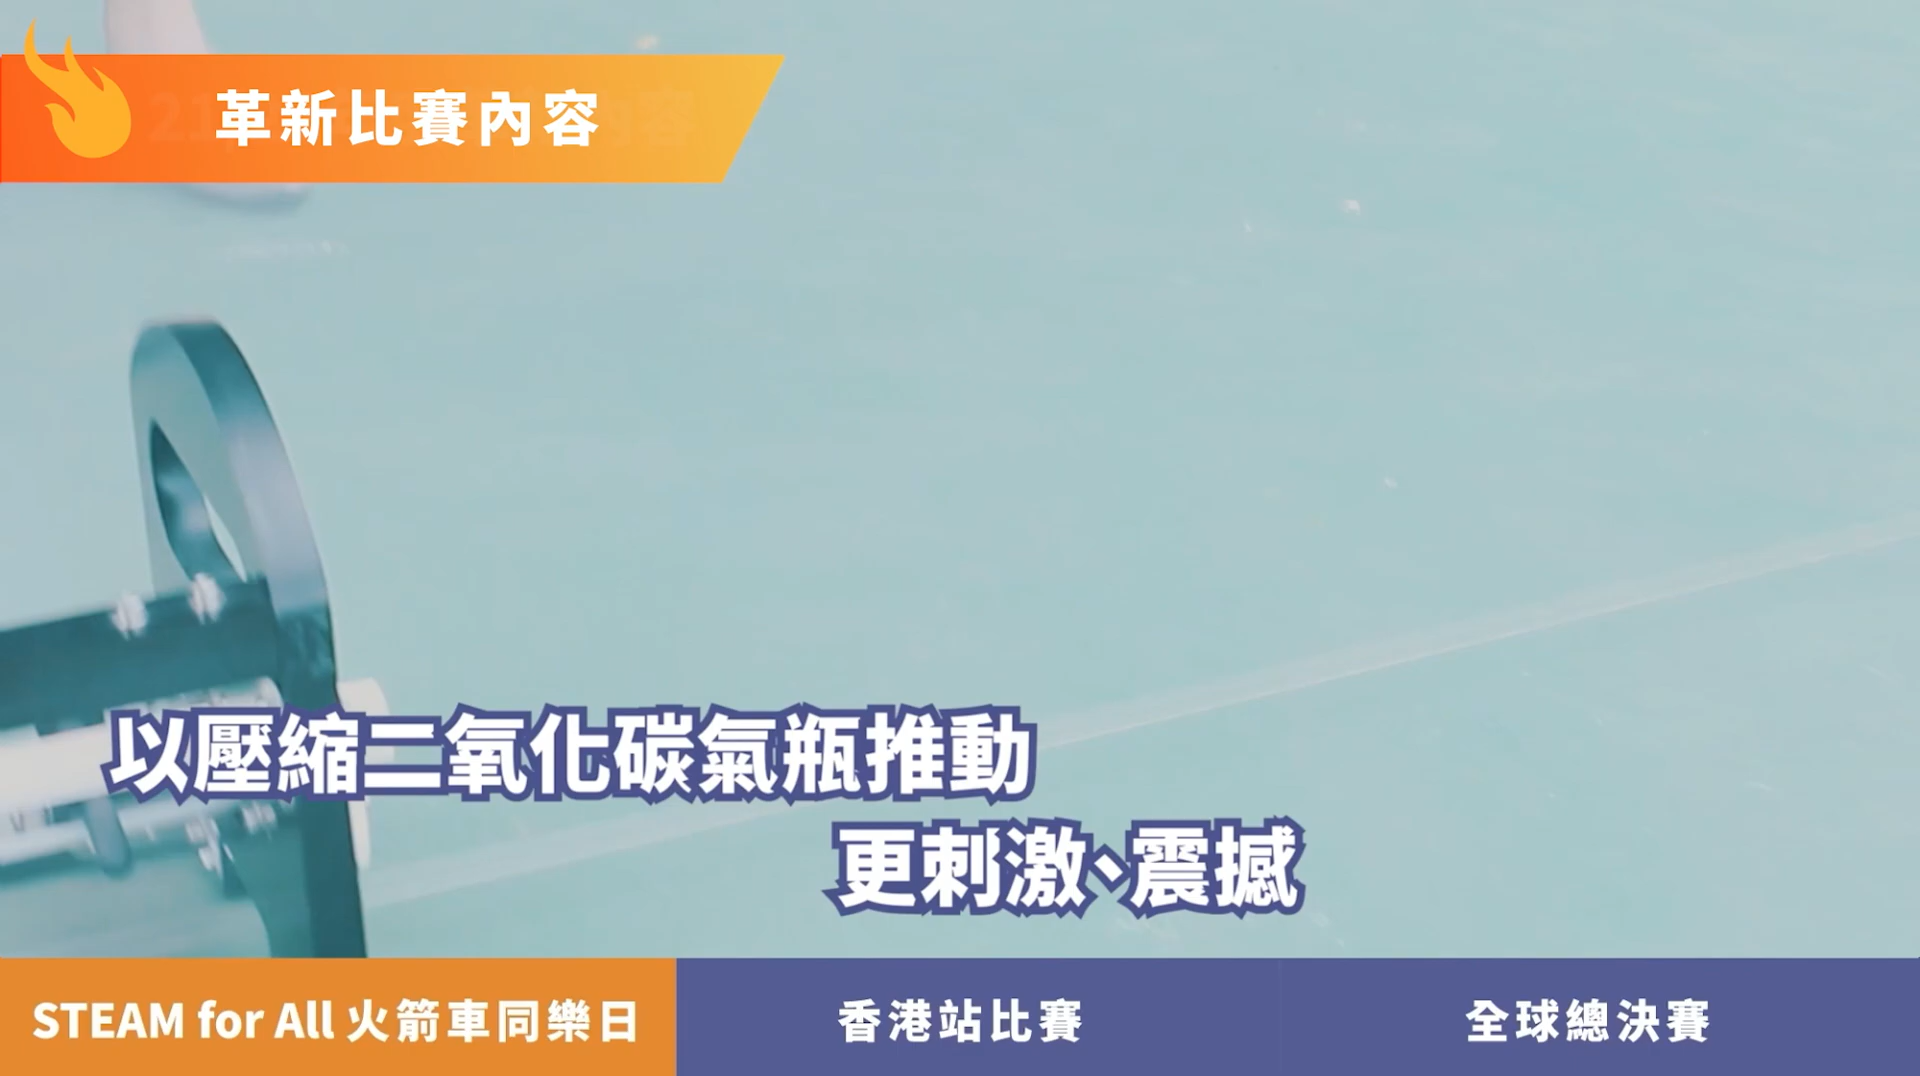 革新比賽內容
以壓縮二氧化碳氣瓶推動
更刺激、震撼
STEAM for All 火箭車同樂日
香港站比賽
全球總決賽